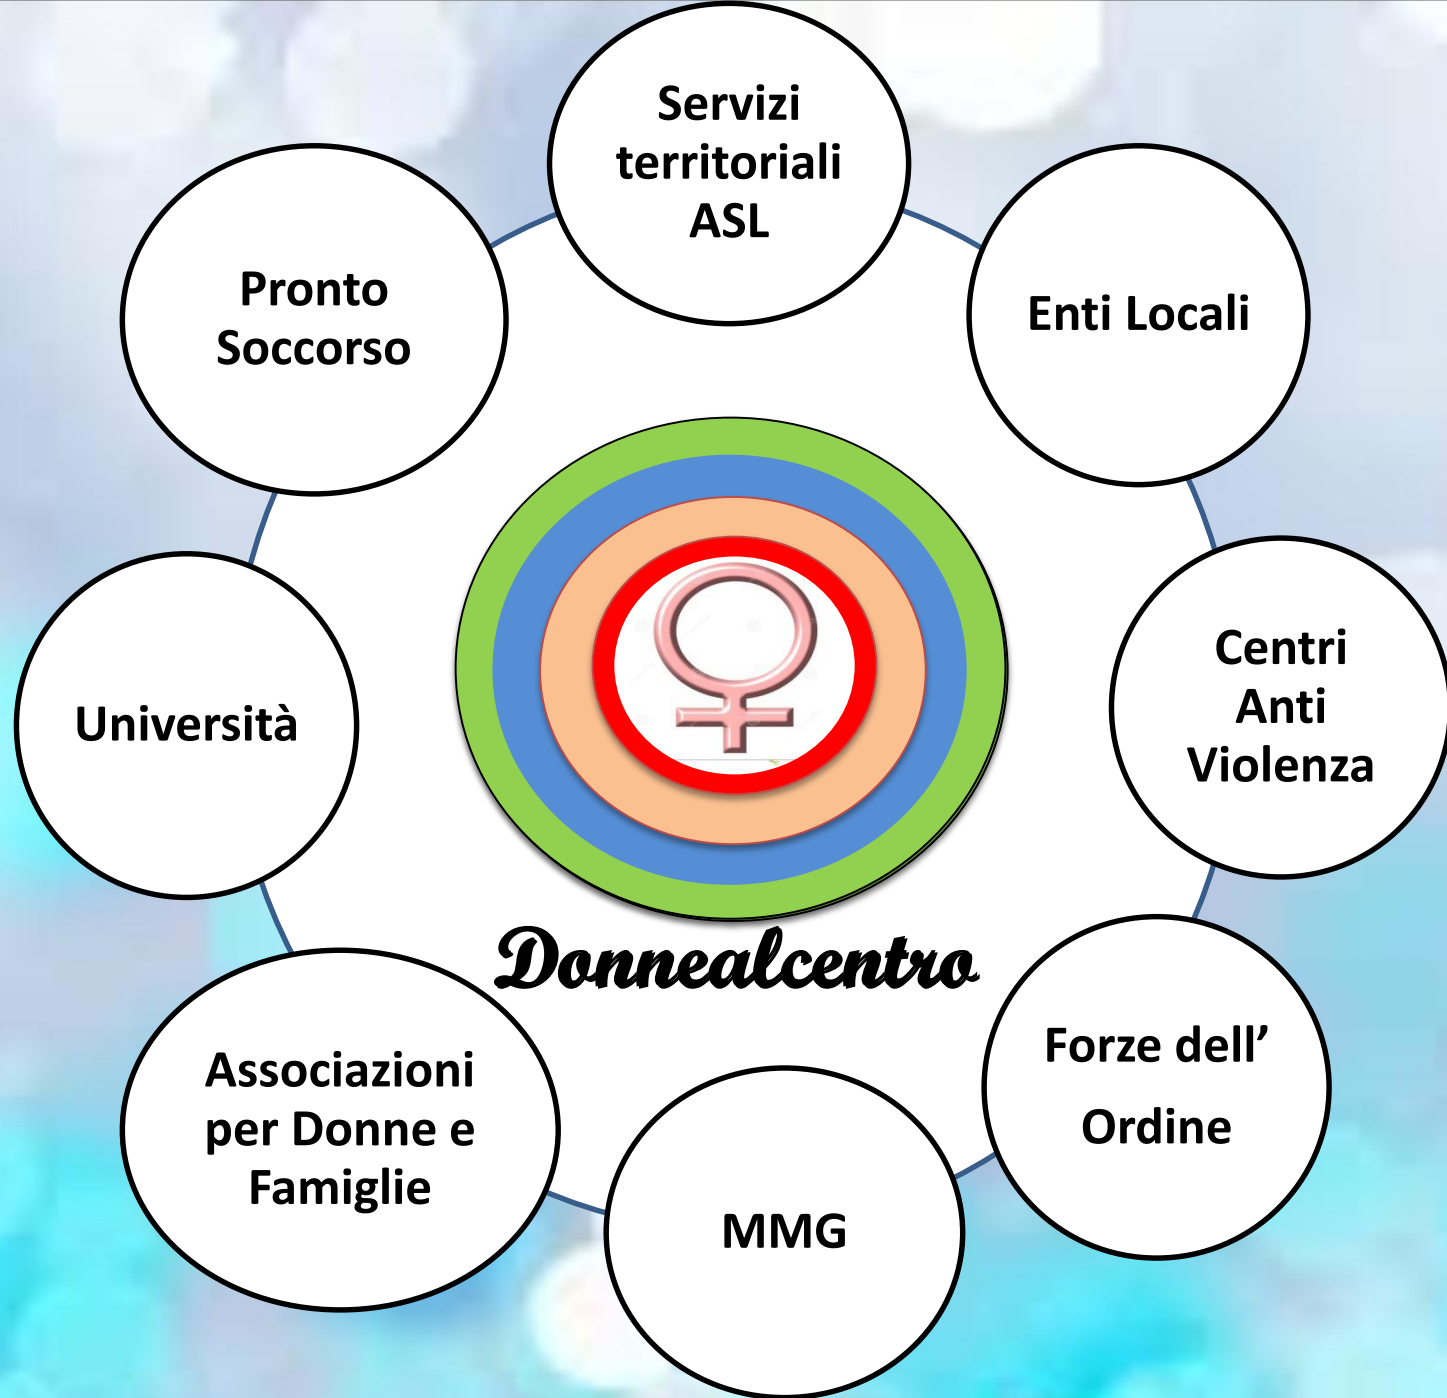 Servizi
territoriali
ASL
Pronto
Soccorso
Enti Locali
Centri
Anti
Violenza
Università
Donnealcentro
Forze dell’
Ordine
Associazioni
per Donne e
Famiglie
MMG